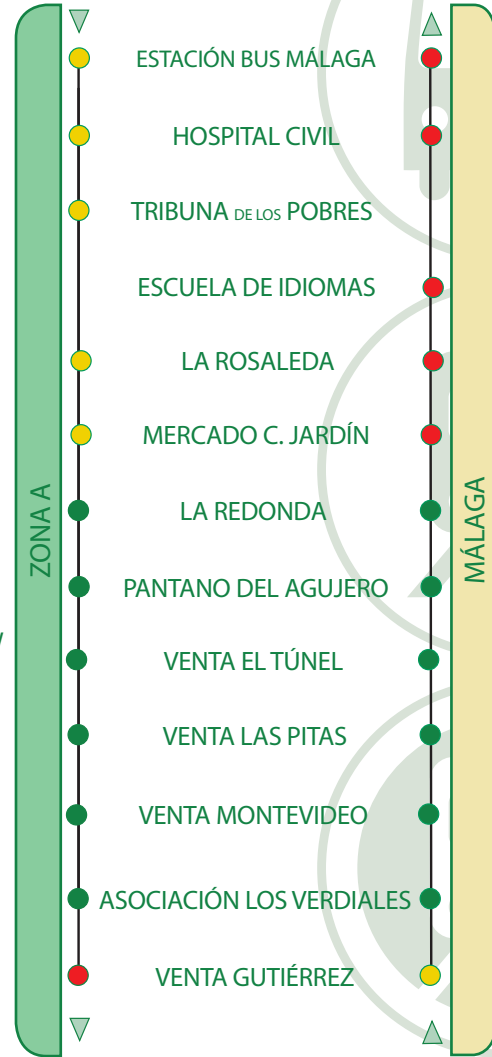 ESTACIÓN BUS MÁLAGA
HOSPITAL CIVIL
TRIBUNA DE LOS POBRES
ESCUELA DE IDIOMAS
LA ROSALEDA
MERCADO C. JARDÍN
LA REDONDA
PANTANO DEL AGUJERO
VENTA EL TÚNEL
VENTA LAS PITAS
VENTA MONTEVIDEO
ASOCIACIÓN LOS VERDIALES
VENTA GUTIÉRREZ
ZONA A
MÁLAGA